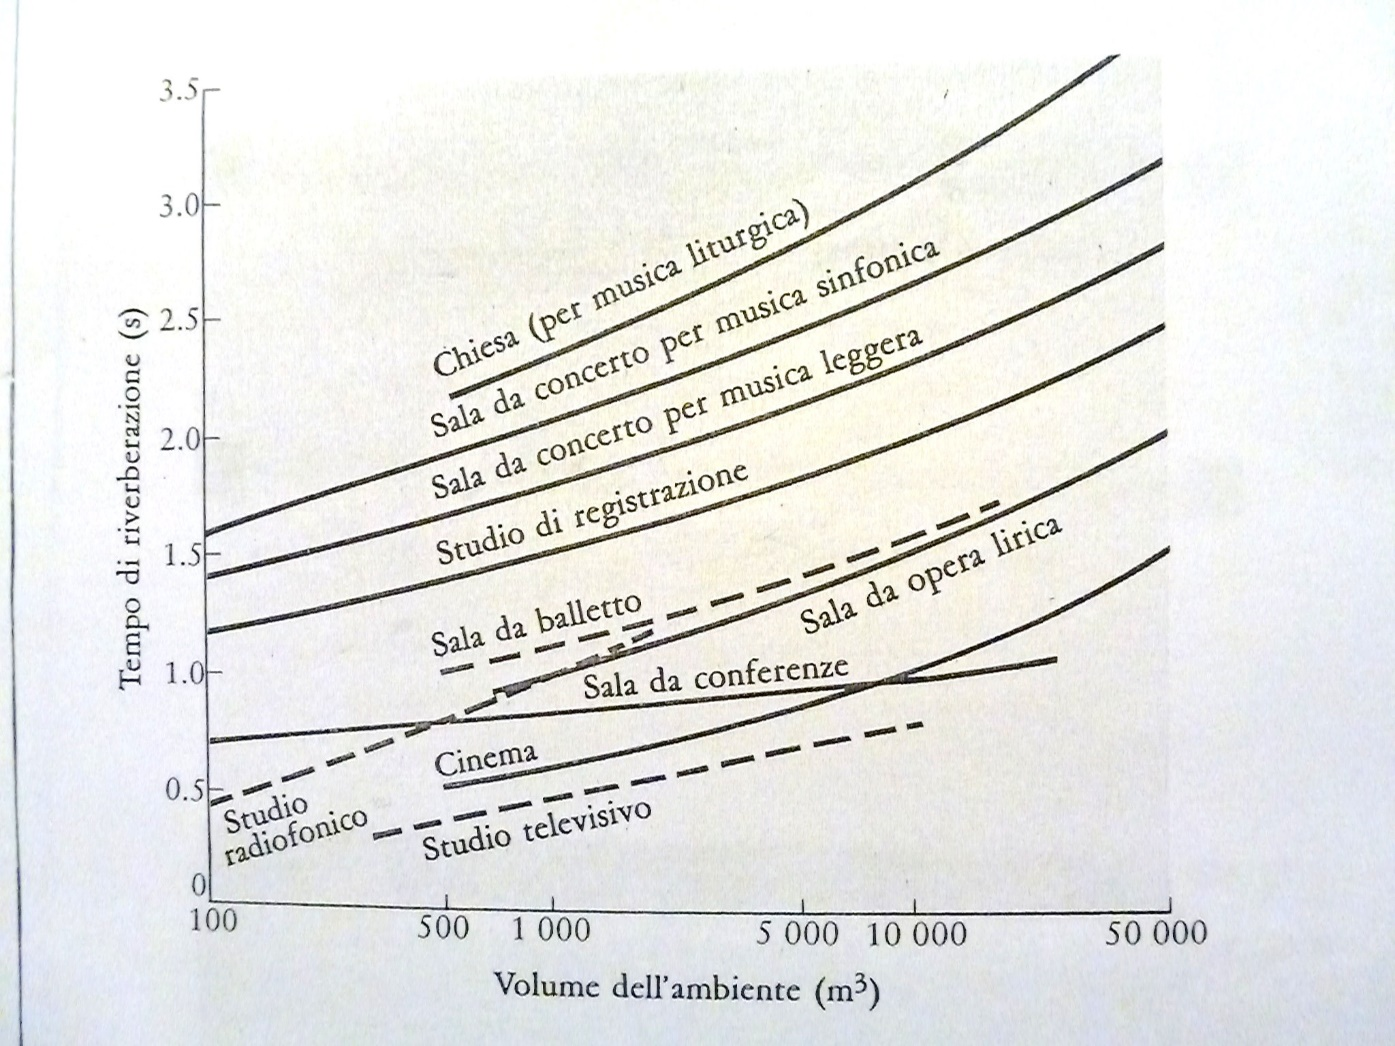 3.5
3.0
2.5
2.0
1.5
1.0
0.5
0
Tempo di riverberazione (s)
Chiesa (per musica liturgica)
Sala da concerto per musica sinfonica
Sala da concerto per musica leggera
Studio di registrazione
Sala da balletto
Sala da opera lirica
Sala da conferenze
Cinema
Studio
radiofonico
Studio televisivo
100 500 1 000 5 000 10 000 50 000
Volume dell'ambiente (m³)